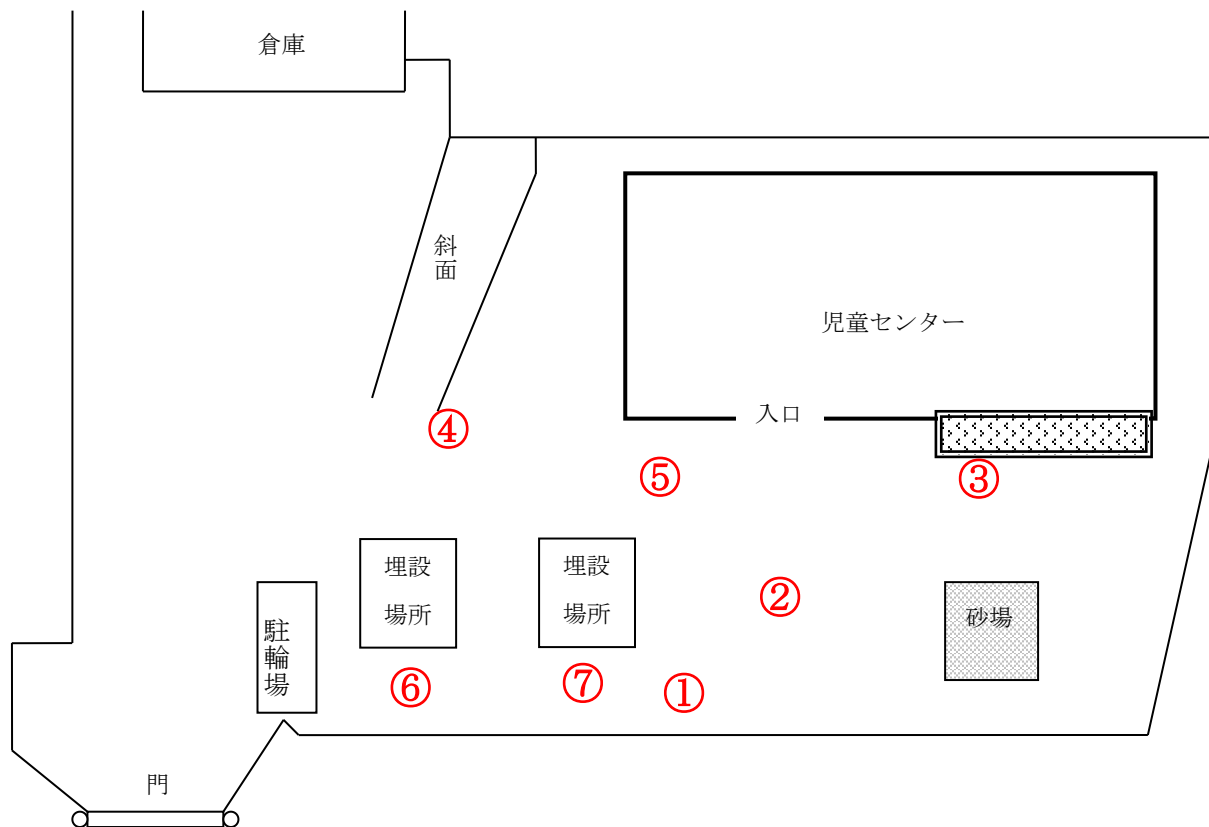 倉庫
斜面
児童センター
入口
④
⑤
③
埋設
場所
埋設
場所
②
砂場
駐輪場
⑥
⑦
①
門